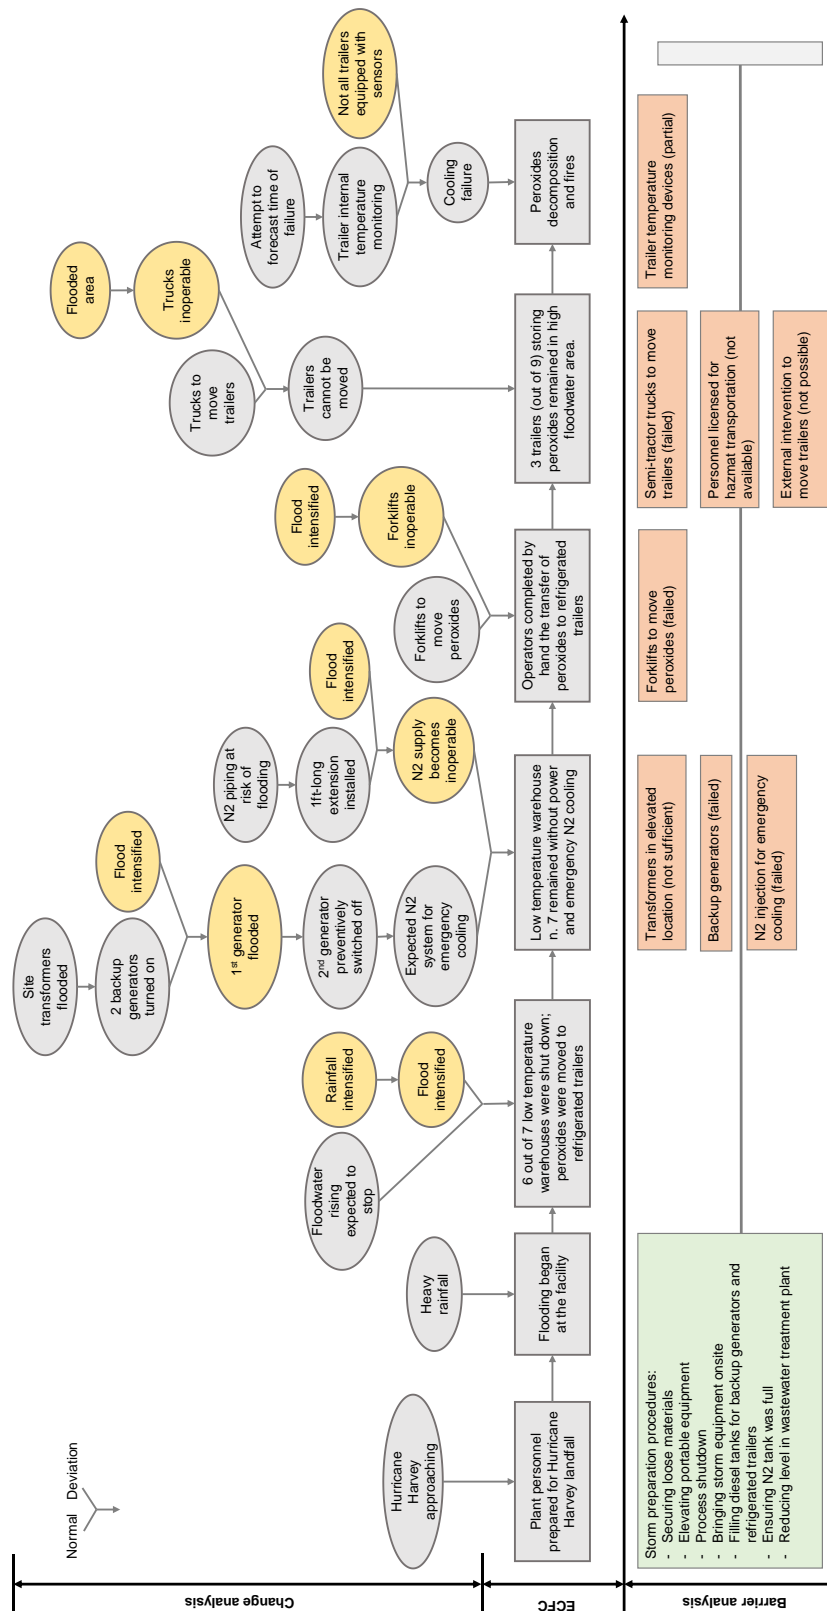 Normal
Deviation
Change analysis
ECFC
Barrier analysis
Hurricane
Harvey
approaching
Heavy
rainfall
Floodwater
rising
expected to
stop
Rainfall
intensified
Flood
intensified
Site
transformers
flooded
2 backup
generators
turned on
Flood
intensified
1st generator
flooded
2nd generator
preventively
switched off
Expected N2
system for
emergency
cooling
N2 piping at
risk of
flooding
1ft-long
extension
installed
Flood
intensified
N2 supply
becomes
inoperable
Forklifts to
move
peroxides
Flood
intensified
Forklifts
inoperable
Trucks to
move
trailers
Flooded
area
Trucks
inoperable
Trailers
cannot be
moved
Attempt to
forecast time of
failure
Trailer internal
temperature
monitoring
Not all trailers
equipped with
sensors
Cooling
failure
Plant personnel
prepared for Hurricane
Harvey landfall
Flooding began
at the facility
6 out of 7 low temperature
warehouses were shut down;
peroxides were moved to
refrigerated trailers
Low temperature warehouse
n. 7 remained without power
and emergency N2 cooling
Operators completed by
hand the transfer of
peroxides to refrigerated
trailers
3 trailers (out of 9) storing
peroxides remained in high
floodwater area.
Peroxides
decomposition
and fires
Storm preparation procedures:
- Securing loose materials
- Elevating portable equipment
- Process shutdown
- Bringing storm equipment onsite
- Filling diesel tanks for backup generators and
refrigerated trailers
- Ensuring N2 tank was full
- Reducing level in wastewater treatment plant
Transformers in elevated
location (not sufficient)
Backup generators (failed)
N2 injection for emergency
cooling (failed)
Forklifts to move
peroxides (failed)
Semi-tractor trucks to move
trailers (failed)
Personnel licensed for
hazmat transportation (not
available)
External intervention to
move trailers (not possible)
Trailer temperature
monitoring devices (partial)